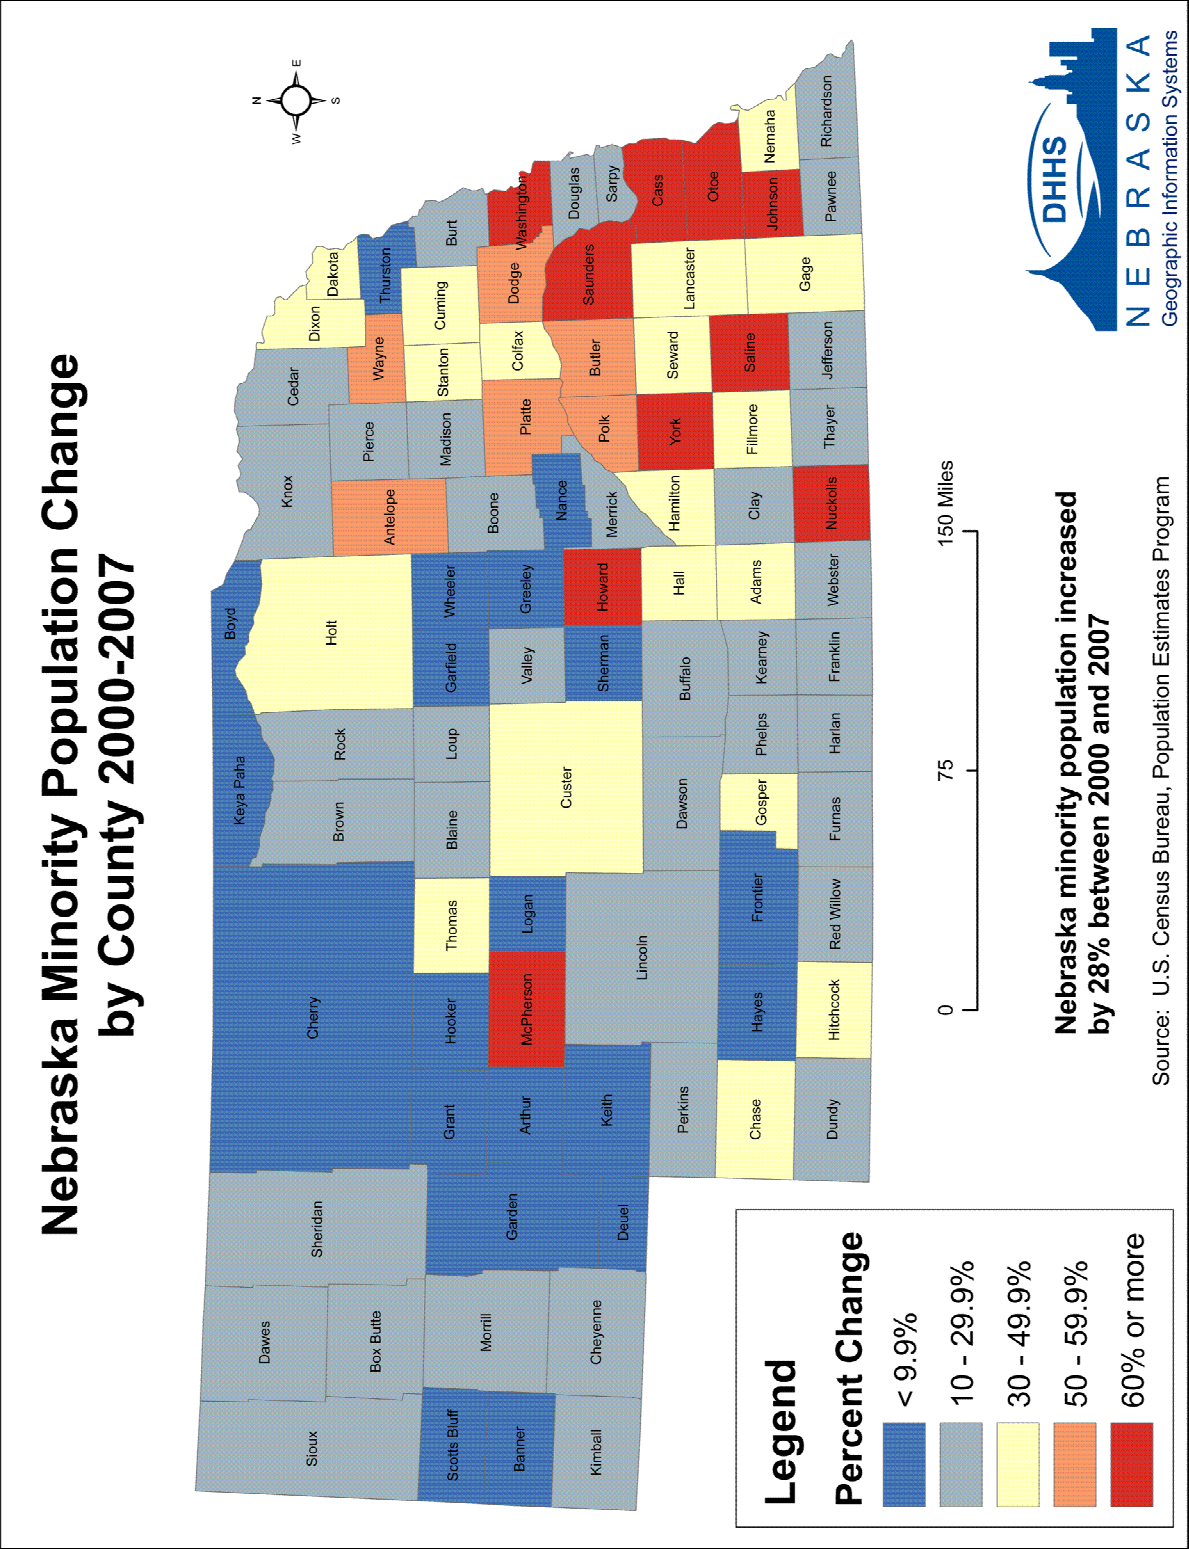 Nebraska Minority Population Change
by County 2000-2007
N
W
E
S
Boyd
Keya Paha
Knox
Cedar
Dixon
Dakota
Sioux
Dawes
Sheridan
Cherry
Brown
Rock
Holt
Antelope
Pierce
Wayne
Thurston
Box Butte
Scotts Bluff
Morrill
Garden
Grant
Hooker
Thomas
Blaine
Loup
Garfield
Wheeler
Boone
Madison
Stanton
Cuming
Burt
Banner
Arthur
McPherson
Logan
Custer
Valley
Greeley
Nance
Platte
Colfax
Dodge
Washington
Kimball
Cheyenne
Deuel
Keith
Lincoln
Sherman
Howard
Merrick
Polk
Butler
Saunders
Douglas
Sarpy
Perkins
Dawson
Buffalo
Hall
Hamilton
York
Seward
Lancaster
Cass
Otoe
Chase
Hayes
Frontier
Gosper
Phelps
Kearney
Adams
Clay
Fillmore
Saline
Gage
Johnson
Nemaha
Dundy
Hitchcock
Red Willow
Furnas
Harlan
Franklin
Webster
Nuckolls
Thayer
Jefferson
Pawnee
Richardson
Legend
Percent Change
< 9.9%
10 - 29.9%
30 - 49.9%
50 - 59.9%
60% or more
0 75 150 Miles
Nebraska minority population increased
by 28% between 2000 and 2007
Source: U.S. Census Bureau, Population Estimates Program
DHHS
NEBRASKA
Geographic Information Systems